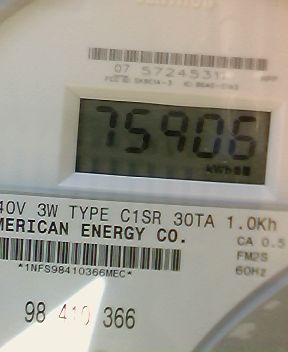 07 5724531
75906
kWh
40V 3W TYPE C1SR 30TA 1.0Kh
MERICAN ENERGY CO.
CA 0.5
FM2S
60Hz
*1NFS98410366MEC*
98 410 366